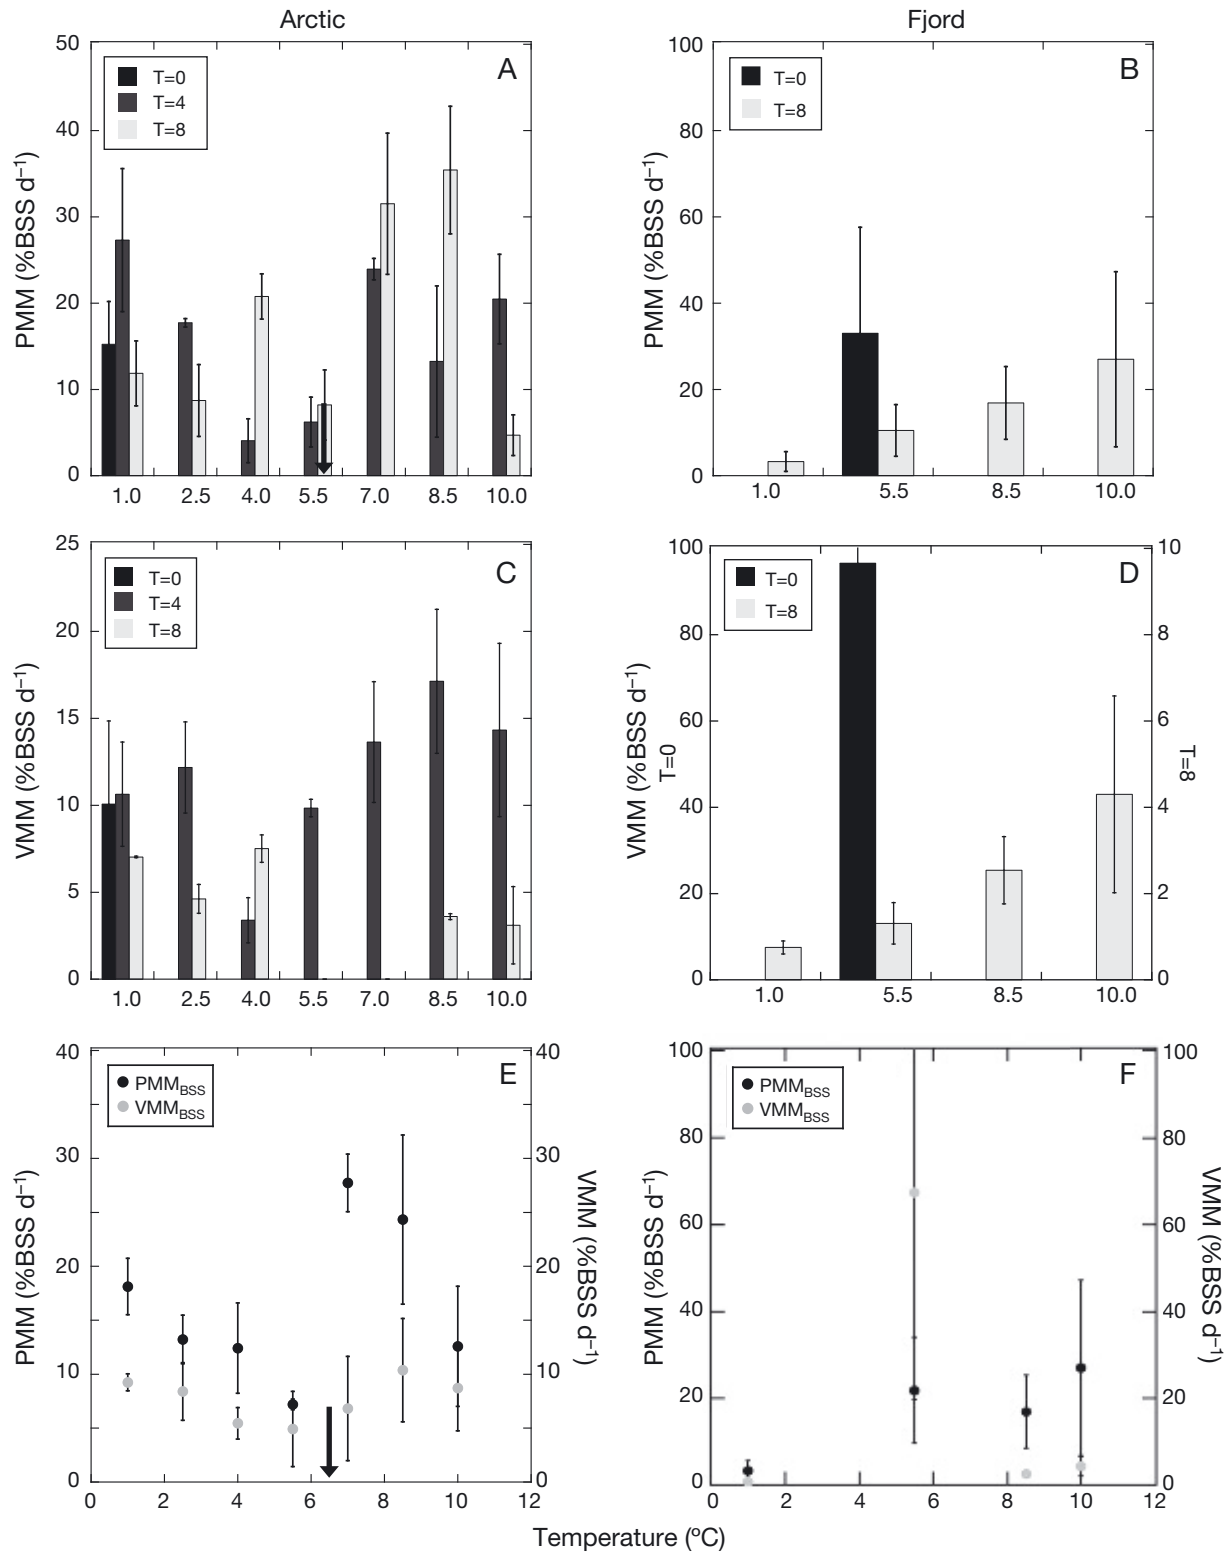 Arctic
Fjord
A
T=0
T=4
T=8
PMM (%BSS d⁻¹)
50
40
30
20
10
0
1.0 2.5 4.0 5.5 7.0 8.5 10.0
B
T=0
T=8
PMM (%BSS d⁻¹)
100
80
60
40
20
0
1.0 5.5 8.5 10.0
C
T=0
T=4
T=8
VMM (%BSS d⁻¹)
25
20
15
10
5
0
1.0 2.5 4.0 5.5 7.0 8.5 10.0
D
T=0
T=8
VMM (%BSS d⁻¹)
T=0
100
80
60
40
20
0
T=8
10
8
6
4
2
0
1.0 5.5 8.5 10.0
E
PMM_BSS
VMM_BSS
PMM (%BSS d⁻¹)
40
30
20
10
0
VMM (%BSS d⁻¹)
40
30
20
10
0
0 2 4 6 8 10 12
F
PMM_BSS
VMM_BSS
PMM (%BSS d⁻¹)
100
80
60
40
20
0
VMM (%BSS d⁻¹)
100
80
60
40
20
0
0 2 4 6 8 10 12
Temperature (ºC)